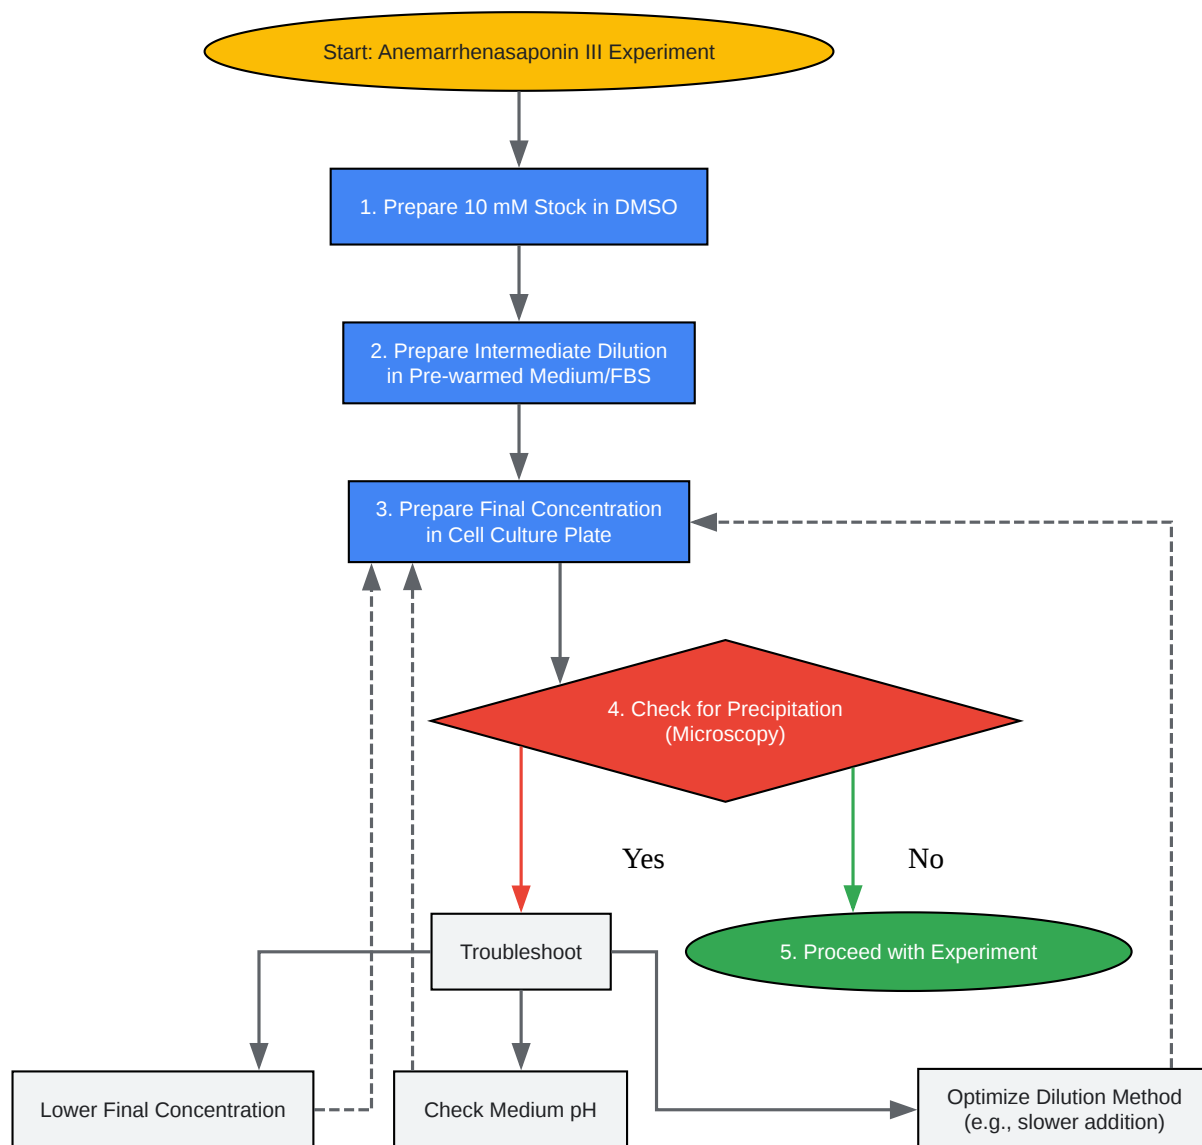 Start: Anemarrhenasaponin III Experiment
1. Prepare 10 mM Stock in DMSO
2. Prepare Intermediate Dilution
in Pre-warmed Medium/FBS
3. Prepare Final Concentration
in Cell Culture Plate
4. Check for Precipitation
(Microscopy)
Yes
No
Troubleshoot
5. Proceed with Experiment
Lower Final Concentration
Check Medium pH
Optimize Dilution Method
(e.g., slower addition)